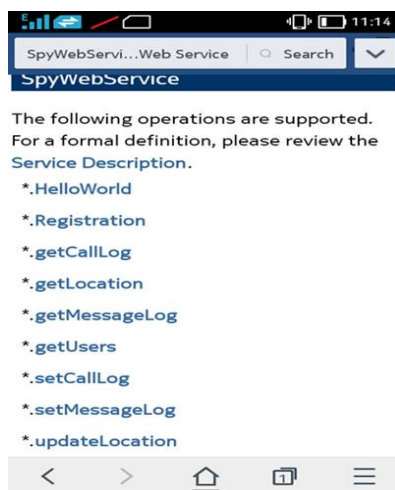 11:14
SpyWebServi...Web Service Search
SpyWebService
The following operations are supported.
For a formal definition, please review the
Service Description.
*.HelloWorld
*.Registration
*.getCallLog
*.getLocation
*.getMessageLog
*.getUsers
*.setCallLog
*.setMessageLog
*.updateLocation
1